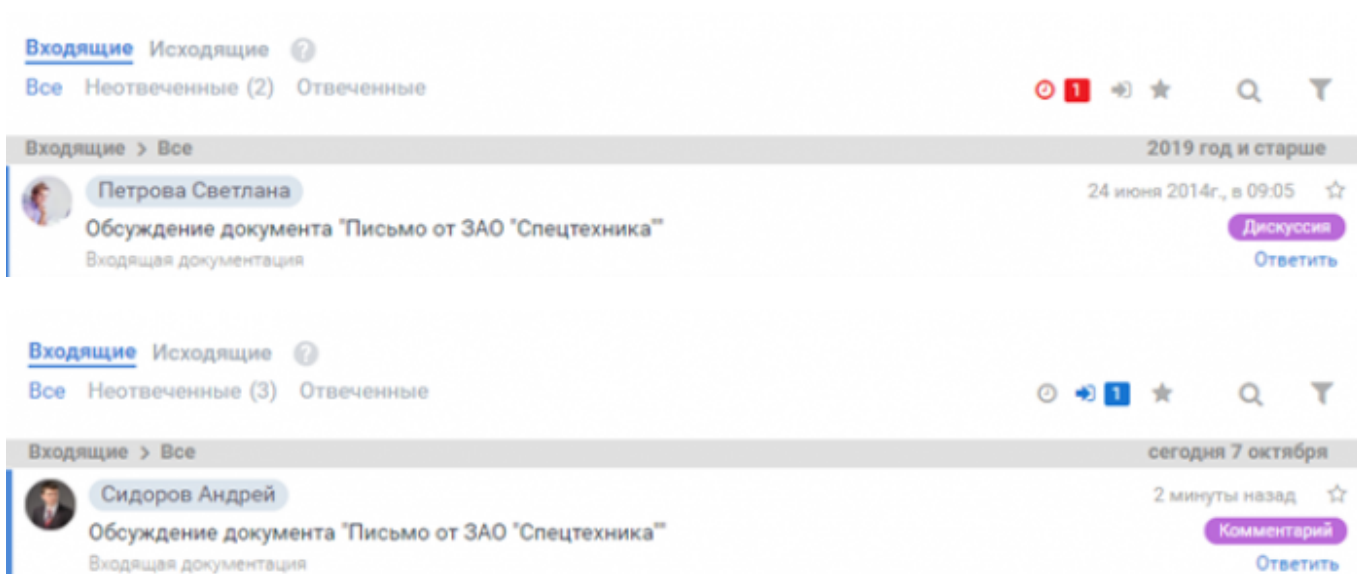 Входящие Исходящие ?
Все Неотвеченные (2) Отвеченные 1
Входящие > Все 2019 год и старше
Петрова Светлана 24 июня 2014г., в 09:05
Обсуждение документа "Письмо от ЗАО "Спецтехника"" Дискуссия
Входящая документация Ответить
Входящие Исходящие ?
Все Неотвеченные (3) Отвеченные 1
Входящие > Все сегодня 7 октября
Сидоров Андрей 2 минуты назад
Обсуждение документа "Письмо от ЗАО "Спецтехника"" Комментарий
Входящая документация Ответить